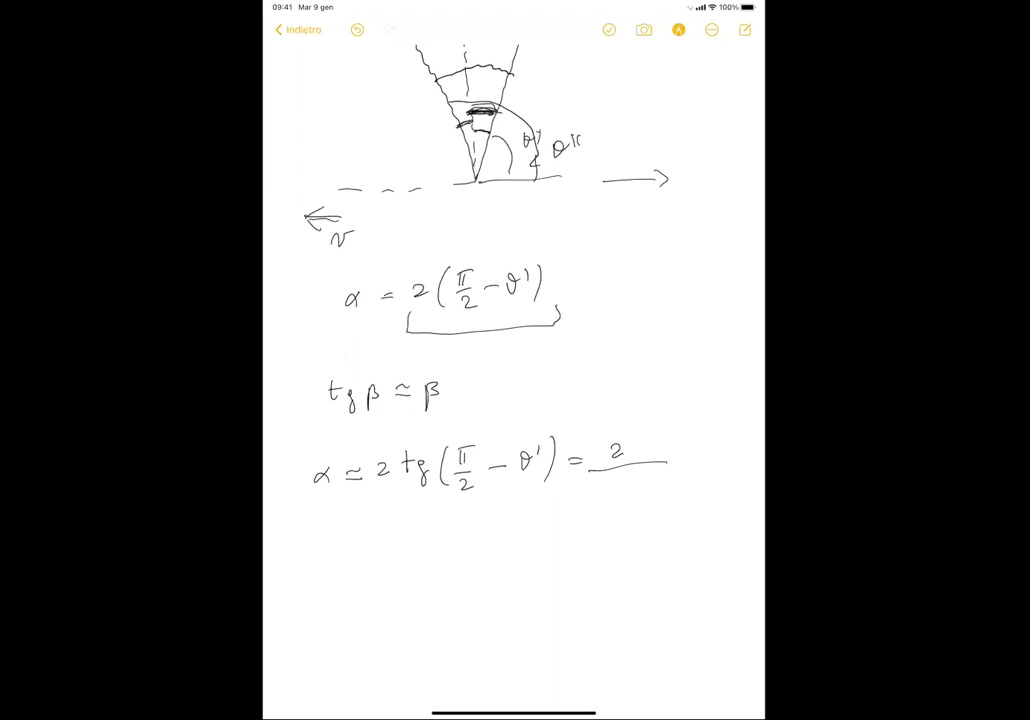 09:41 Mar 9 gen 100%
Indietro
θ' θ''
v
α = 2 (π/2 − θ')
tg β ≃ β
α ≃ 2 tg (π/2 − θ') = 2